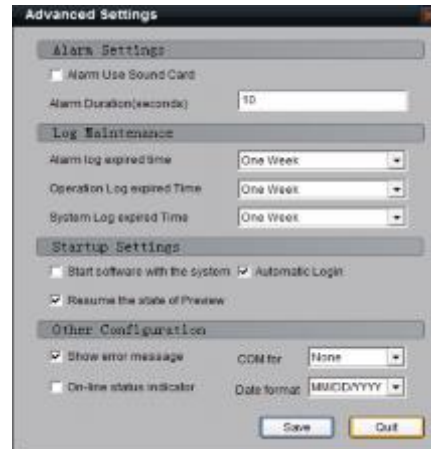 Advanced Settings
Alarm Settings
Alarm Use Sound Card
Alarm Duration(seconds) 10
Log Maintenance
Alarm log expired time One Week
Operation Log expired Time One Week
System Log expired Time One Week
Startup Settings
Start software with the system Automatic Login
Resume the state of Preview
Other Configuration
Show error message COM for None
On-line status indicator Date format MM/DD/YYYY
Save Quit